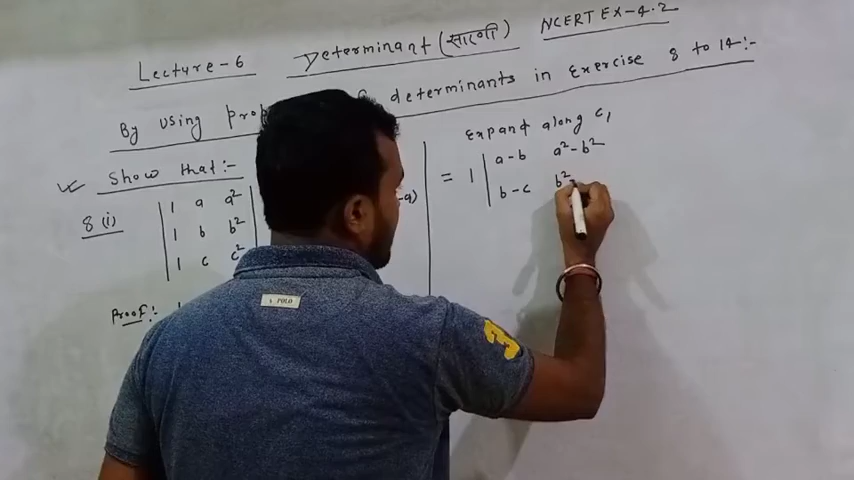 Lecture-6 Determinant (सारणी) NCERT EX-4.2
By using determinants in Exercise 8 to 14:-
Show that:-
8 (i)
1 a a²
1 b b²
1 c c²
-a)
Proof:-
Expand along C₁
= 1 | a-b a²-b²
b-c b²-
POLO
3